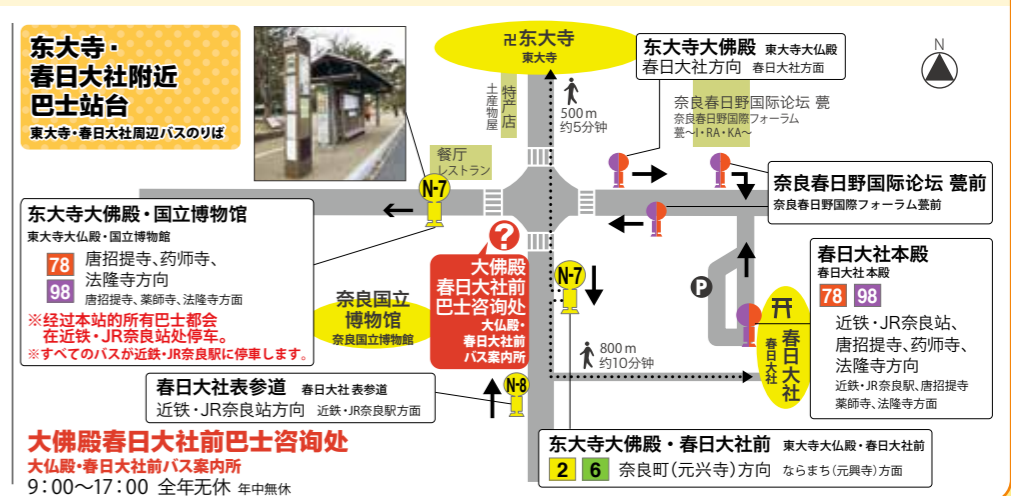 东大寺・
春日大社附近
巴士站台
東大寺・春日大社周辺バスのりば
卍东大寺
東大寺
土産物屋
特产店
500m
约5分钟
东大寺大佛殿 東大寺大仏殿
春日大社方向 春日大社方面
奈良春日野国际论坛 甍
奈良春日野国際フォーラム
甍〜I・RA・KA〜
N
餐厅
レストラン
N-7
奈良春日野国际论坛 甍前
奈良春日野国際フォーラム甍前
东大寺大佛殿・国立博物馆
東大寺大仏殿・国立博物館
78
98
唐招提寺、药师寺、
法隆寺方向
唐招提寺、薬師寺、法隆寺方面
※经过本站的所有巴士都会
在近铁・JR奈良站处停车。
※すべてのバスが近鉄・JR奈良駅に停車します。
奈良国立
博物馆
奈良国立博物館
?
大佛殿
春日大社前
巴士咨询处
大仏殿・
春日大社前
バス案内所
N-7
P
春日大社
春日大社
春日大社本殿
春日大社 本殿
78 98
近铁・JR奈良站、
唐招提寺、药师寺、
法隆寺方向
近鉄・JR奈良駅、唐招提寺
薬師寺、法隆寺方面
800m
约10分钟
N-8
春日大社表参道 春日大社 表参道
近铁・JR奈良站方向 近鉄・JR奈良駅方面
东大寺大佛殿・春日大社前 東大寺大仏殿・春日大社前
2 6 奈良町(元兴寺)方向 ならまち(元興寺)方面
大佛殿春日大社前巴士咨询处
大仏殿・春日大社前バス案内所
9:00〜17:00 全年无休 年中無休